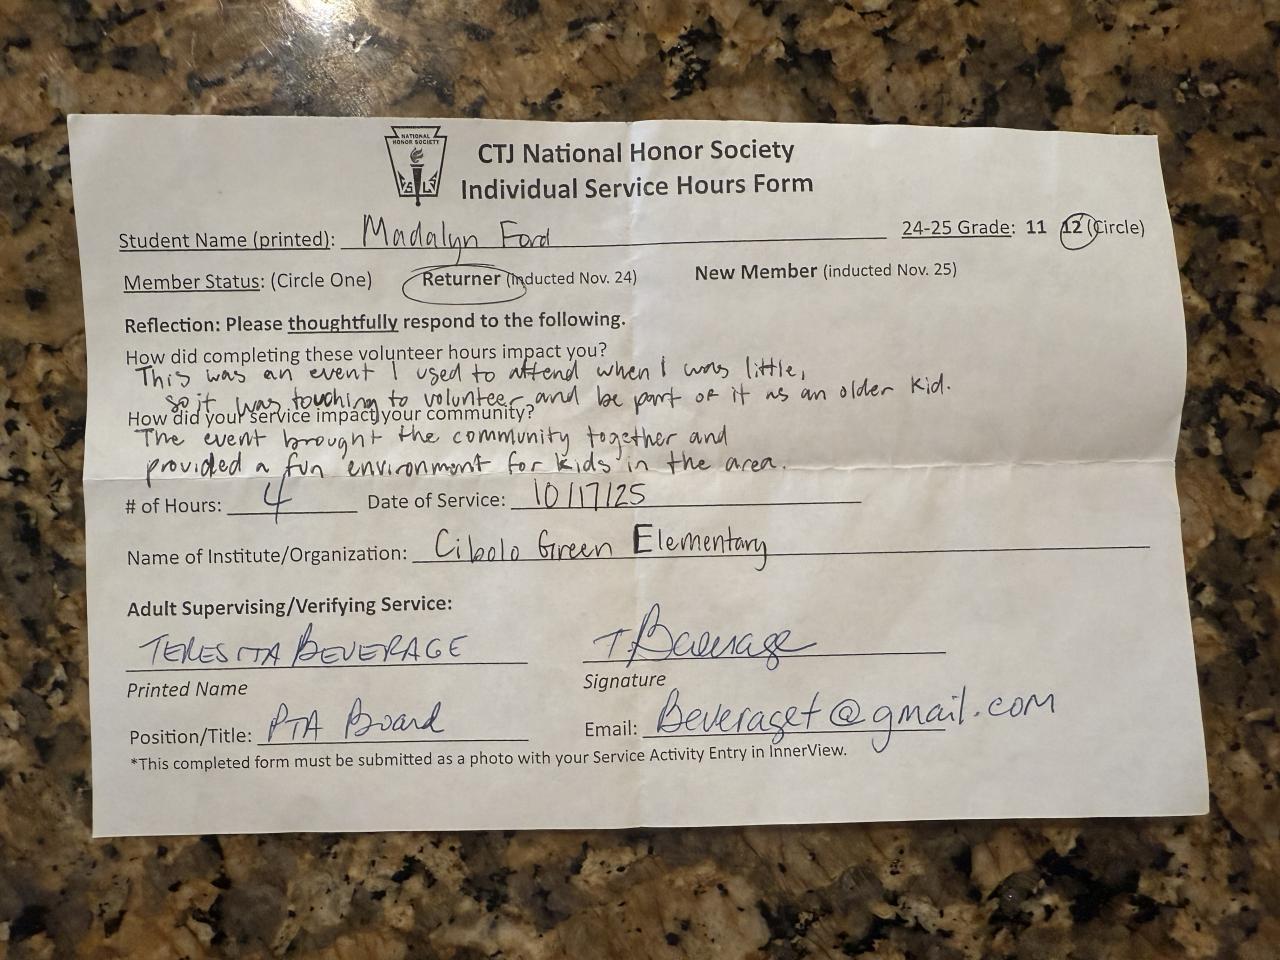 NATIONAL
HONOR SOCIETY
CTJ National Honor Society
Individual Service Hours Form
Student Name (printed): Madalyn Ford 24-25 Grade: 11 12 (Circle)
Member Status: (Circle One) Returner (inducted Nov. 24) New Member (inducted Nov. 25)
Reflection: Please thoughtfully respond to the following.
How did completing these volunteer hours impact you?
This was an event I used to attend when I was little,
so it was touching to volunteer and be part of it as an older kid.
How did your service impact your community?
The event brought the community together and
provided a fun environment for kids in the area.
# of Hours: 4 Date of Service: 10/17/25
Name of Institute/Organization: Cibolo Green Elementary
Adult Supervising/Verifying Service:
TERESITA BEVERAGE T Beverage
Printed Name Signature
Position/Title: PTA Board Email: Beveraget@gmail.com
*This completed form must be submitted as a photo with your Service Activity Entry in InnerView.